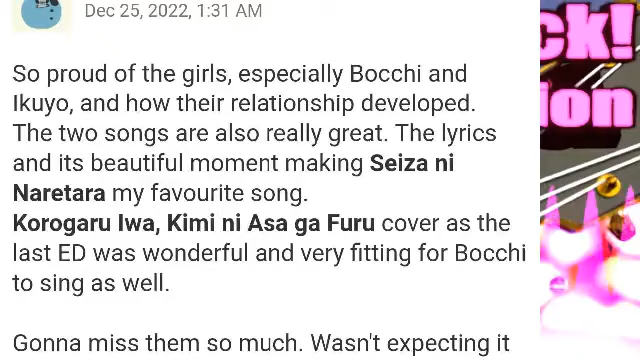 Dec 25, 2022, 1:31 AM
ck!
ion
So proud of the girls, especially Bocchi and
Ikuyo, and how their relationship developed.
The two songs are also really great. The lyrics
and its beautiful moment making Seiza ni
Naretara my favourite song.
Korogaru Iwa, Kimi ni Asa ga Furu cover as the
last ED was wonderful and very fitting for Bocchi
to sing as well.
Gonna miss them so much. Wasn't expecting it